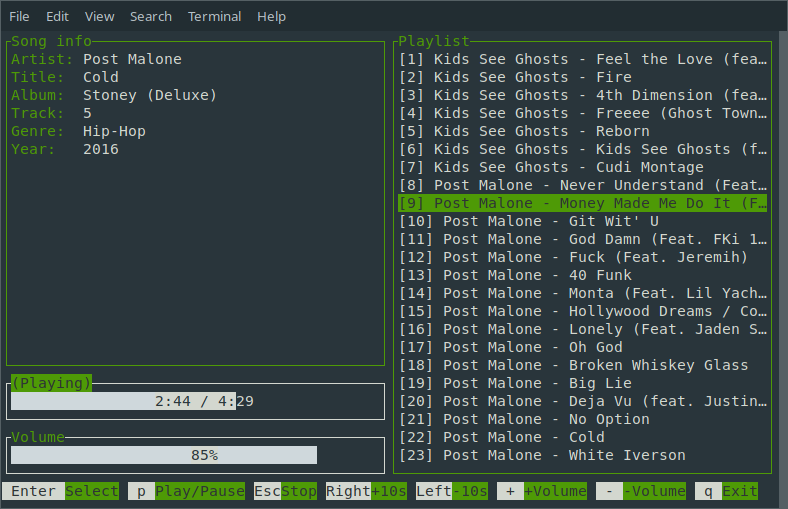 File Edit View Search Terminal Help
Song info
Artist: Post Malone
Title: Cold
Album: Stoney (Deluxe)
Track: 5
Genre: Hip-Hop
Year: 2016
(Playing)
2:44 / 4:29
Volume
85%
Playlist
[1] Kids See Ghosts - Feel the Love (fea…
[2] Kids See Ghosts - Fire
[3] Kids See Ghosts - 4th Dimension (fea…
[4] Kids See Ghosts - Freeee (Ghost Town…
[5] Kids See Ghosts - Reborn
[6] Kids See Ghosts - Kids See Ghosts (f…
[7] Kids See Ghosts - Cudi Montage
[8] Post Malone - Never Understand (Feat…
[9] Post Malone - Money Made Me Do It (F…
[10] Post Malone - Git Wit' U
[11] Post Malone - God Damn (Feat. FKi 1…
[12] Post Malone - Fuck (Feat. Jeremih)
[13] Post Malone - 40 Funk
[14] Post Malone - Monta (Feat. Lil Yach…
[15] Post Malone - Hollywood Dreams / Co…
[16] Post Malone - Lonely (Feat. Jaden S…
[17] Post Malone - Oh God
[18] Post Malone - Broken Whiskey Glass
[19] Post Malone - Big Lie
[20] Post Malone - Deja Vu (feat. Justin…
[21] Post Malone - No Option
[22] Post Malone - Cold
[23] Post Malone - White Iverson
Enter Select p Play/Pause Esc Stop Right +10s Left -10s + +Volume - -Volume q Exit